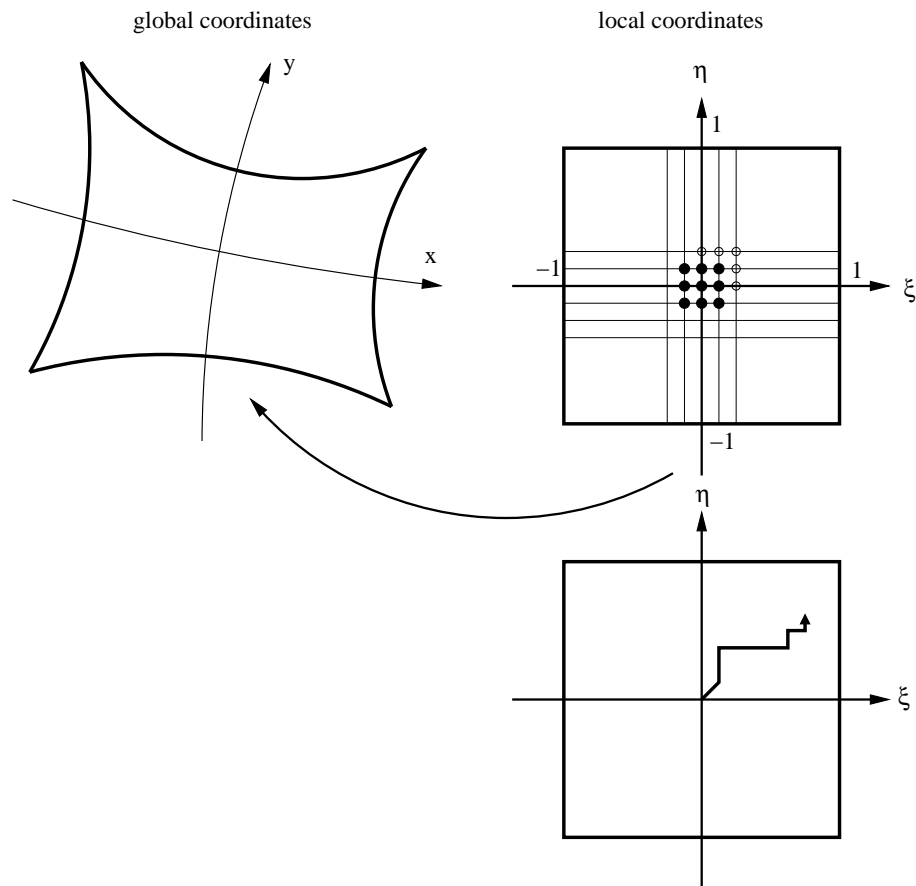 global coordinates
local coordinates
y
x
η
1
−1
1
ξ
−1
η
ξ